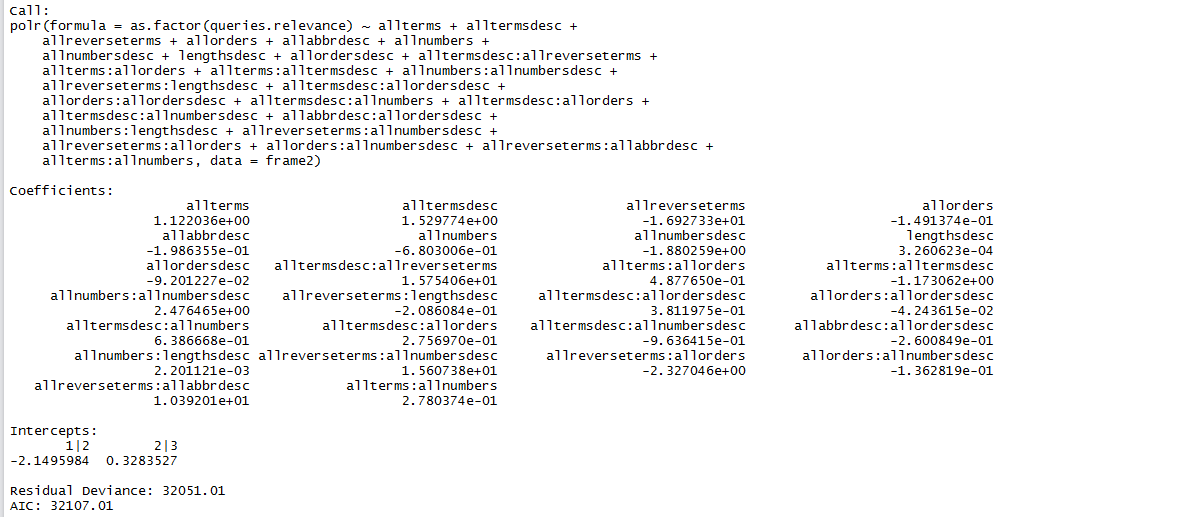 Call:
polr(formula = as.factor(queries.relevance) ~ allterms + alltermsdesc +
    allreverseterms + allorders + allabbrdesc + allnumbers +
    allnumbersdesc + lengthsdesc + allordersdesc + alltermsdesc:allreverseterms +
    allterms:allorders + allterms:alltermsdesc + allnumbers:allnumbersdesc +
    allreverseterms:lengthsdesc + alltermsdesc:allordersdesc +
    allorders:allordersdesc + alltermsdesc:allnumbers + alltermsdesc:allorders +
    alltermsdesc:allnumbersdesc + allabbrdesc:allordersdesc +
    allnumbers:lengthsdesc + allreverseterms:allnumbersdesc +
    allreverseterms:allorders + allorders:allnumbersdesc + allreverseterms:allabbrdesc +
    allterms:allnumbers, data = frame2)

Coefficients:
allterms alltermsdesc allreverseterms allorders
1.122036e+00 1.529774e+00 -1.692733e+01 -1.491374e-01
allabbrdesc allnumbers allnumbersdesc lengthsdesc
-1.986355e-01 -6.803006e-01 -1.880259e+00 3.260623e-04
allordersdesc alltermsdesc:allreverseterms allterms:allorders allterms:alltermsdesc
-9.201227e-02 1.575406e+01 4.877650e-01 -1.173062e+00
allnumbers:allnumbersdesc allreverseterms:lengthsdesc alltermsdesc:allordersdesc allorders:allordersdesc
2.476465e+00 -2.086084e-01 3.811975e-01 -4.243615e-02
alltermsdesc:allnumbers alltermsdesc:allorders alltermsdesc:allnumbersdesc allabbrdesc:allordersdesc
6.386668e-01 2.756970e-01 -9.636415e-01 -2.600849e-01
allnumbers:lengthsdesc allreverseterms:allnumbersdesc allreverseterms:allorders allorders:allnumbersdesc
2.201121e-03 1.560738e+01 -2.327046e+00 -1.362819e-01
allreverseterms:allabbrdesc allterms:allnumbers
1.039201e+01 2.780374e-01

Intercepts:
1|2 2|3
-2.1495984 0.3283527

Residual Deviance: 32051.01
AIC: 32107.01